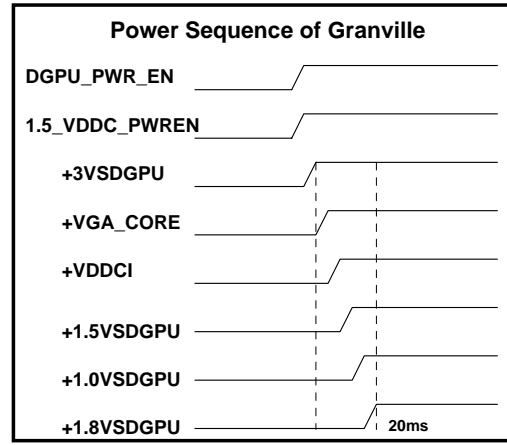 Power Sequence of Granville
DGPU_PWR_EN
1.5_VDDC_PWREN
+3VSDGPU
+VGA_CORE
+VDDCI
+1.5VSDGPU
+1.0VSDGPU
+1.8VSDGPU
20ms